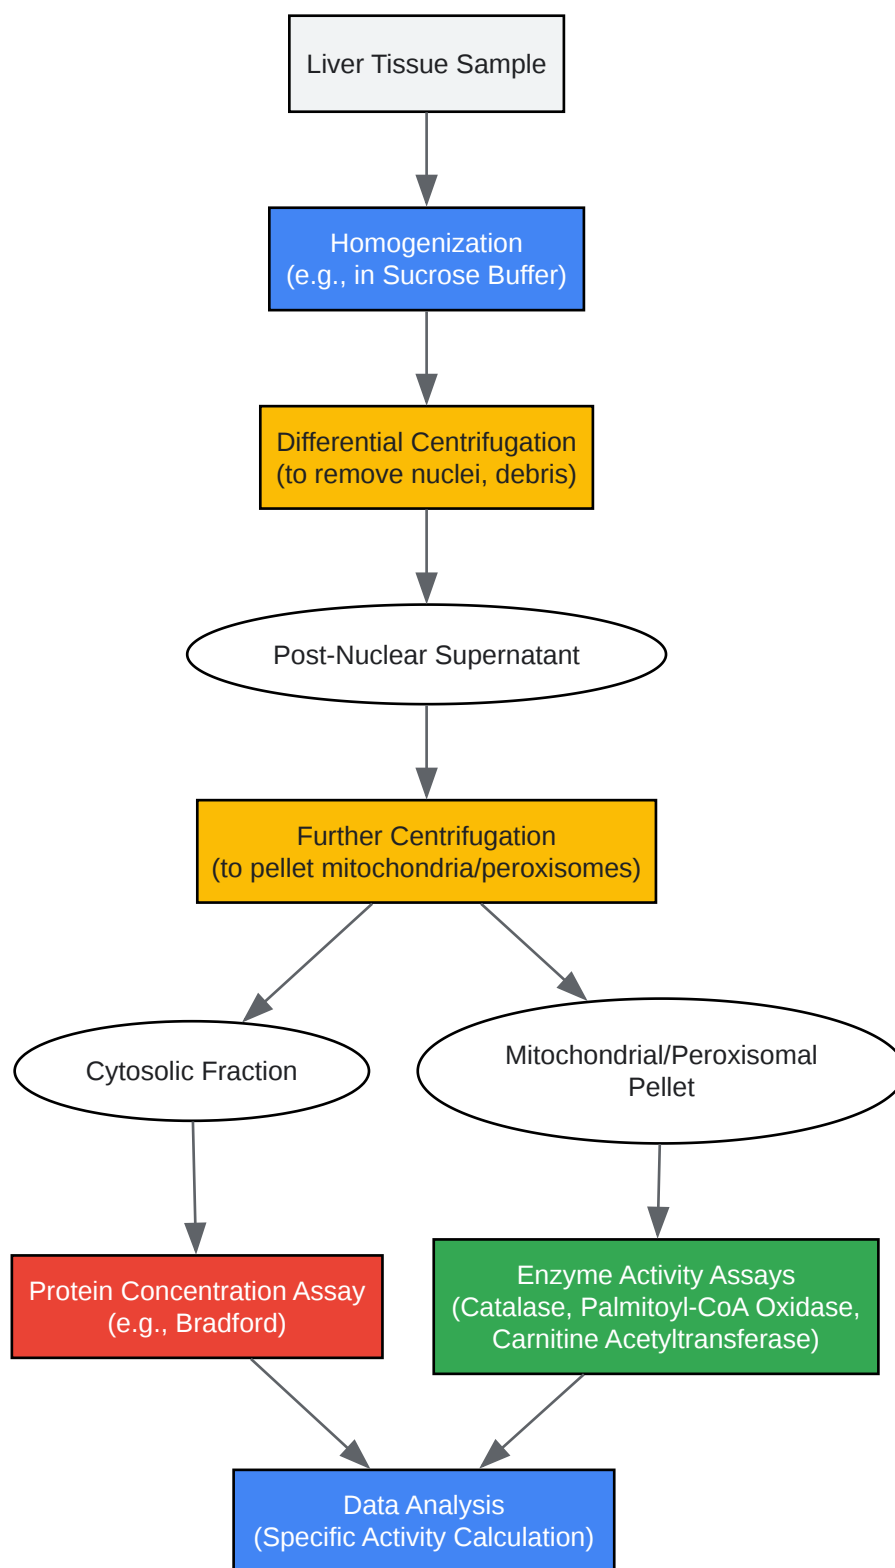 Liver Tissue Sample
Homogenization
(e.g., in Sucrose Buffer)
Differential Centrifugation
(to remove nuclei, debris)
Post-Nuclear Supernatant
Further Centrifugation
(to pellet mitochondria/peroxisomes)
Cytosolic Fraction
Mitochondrial/Peroxisomal
Pellet
Protein Concentration Assay
(e.g., Bradford)
Enzyme Activity Assays
(Catalase, Palmitoyl-CoA Oxidase,
Carnitine Acetyltransferase)
Data Analysis
(Specific Activity Calculation)